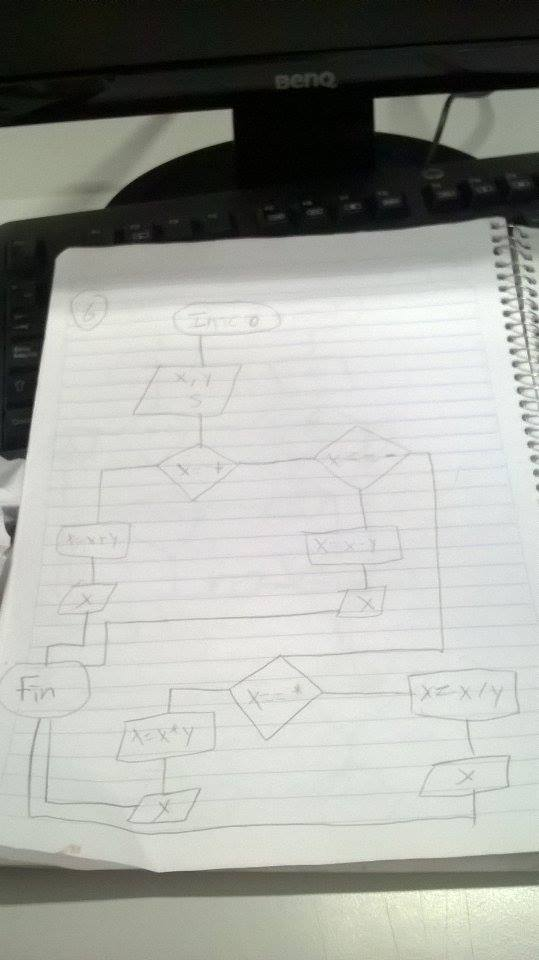 BenQ
6
Inicio
x, y
S
x == +
x == -
x=x+y
x=x-y
x
x
Fin
x==*
x=x/y
x=x*y
x
x